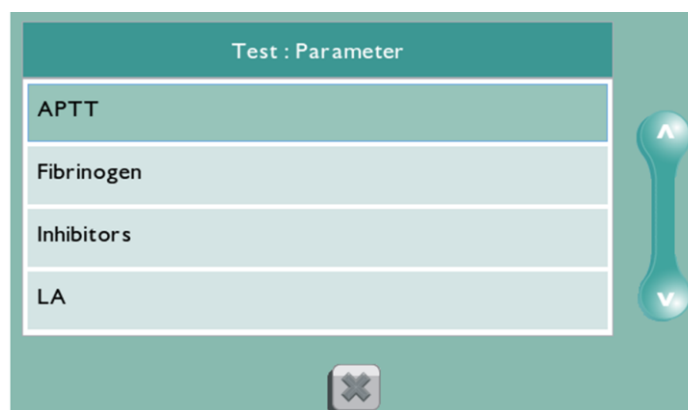 Test : Parameter
APTT
Fibrinogen
Inhibitors
LA